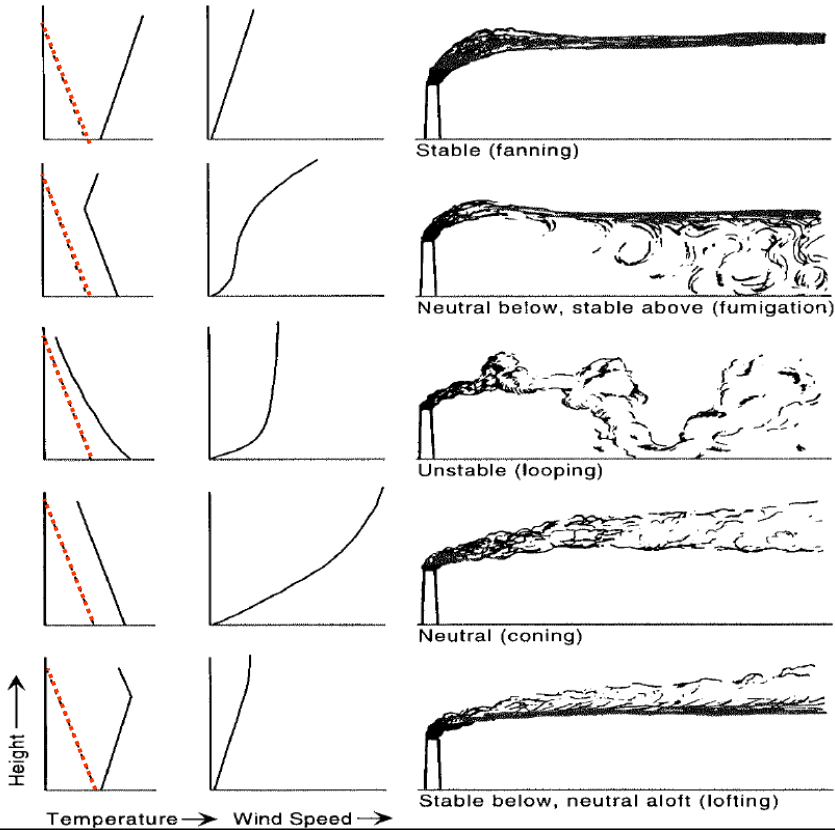 Stable (fanning)
Neutral below, stable above (fumigation)
Unstable (looping)
Neutral (coning)
Height
Stable below, neutral aloft (lofting)
Temperature
Wind Speed